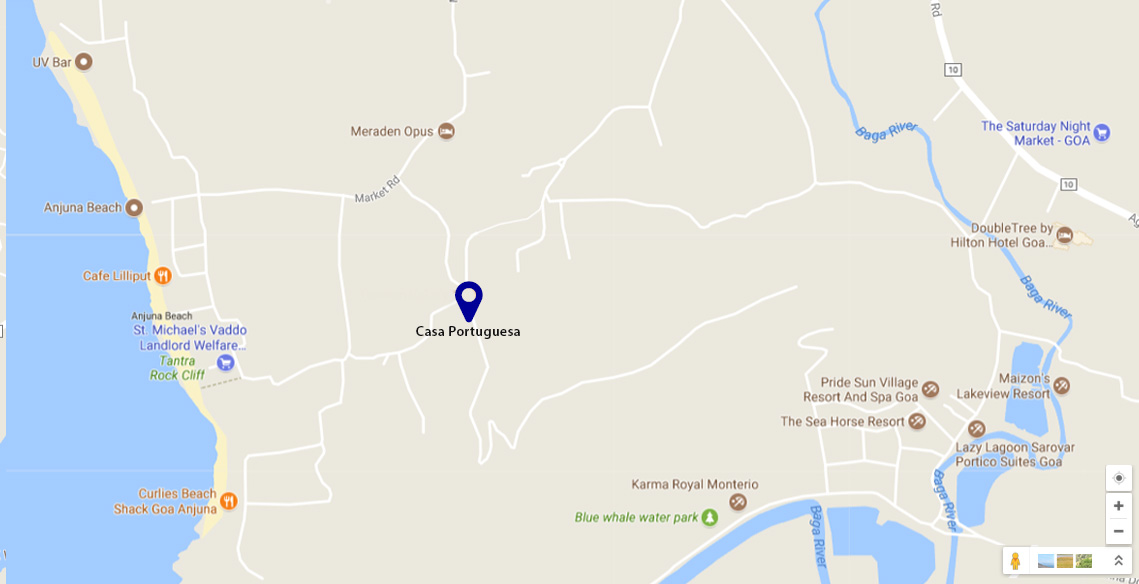 Rd
10
UV Bar
Baga River
The Saturday Night
Market - GOA
Meraden Opus
Market Rd
10
Anjuna Beach
DoubleTree by
Hilton Hotel Goa...
Cafe Lilliput
Baga River
Anjuna Beach
St. Michael's Vaddo
Landlord Welfare...
Casa Portuguesa
Tantra
Rock Cliff
Pride Sun Village
Resort And Spa Goa
Maizon's
Lakeview Resort
The Sea Horse Resort
Lazy Lagoon Sarovar
Portico Suites Goa
Karma Royal Monterio
Curlies Beach
Shack Goa Anjuna
Baga River
Blue whale water park
Baga River